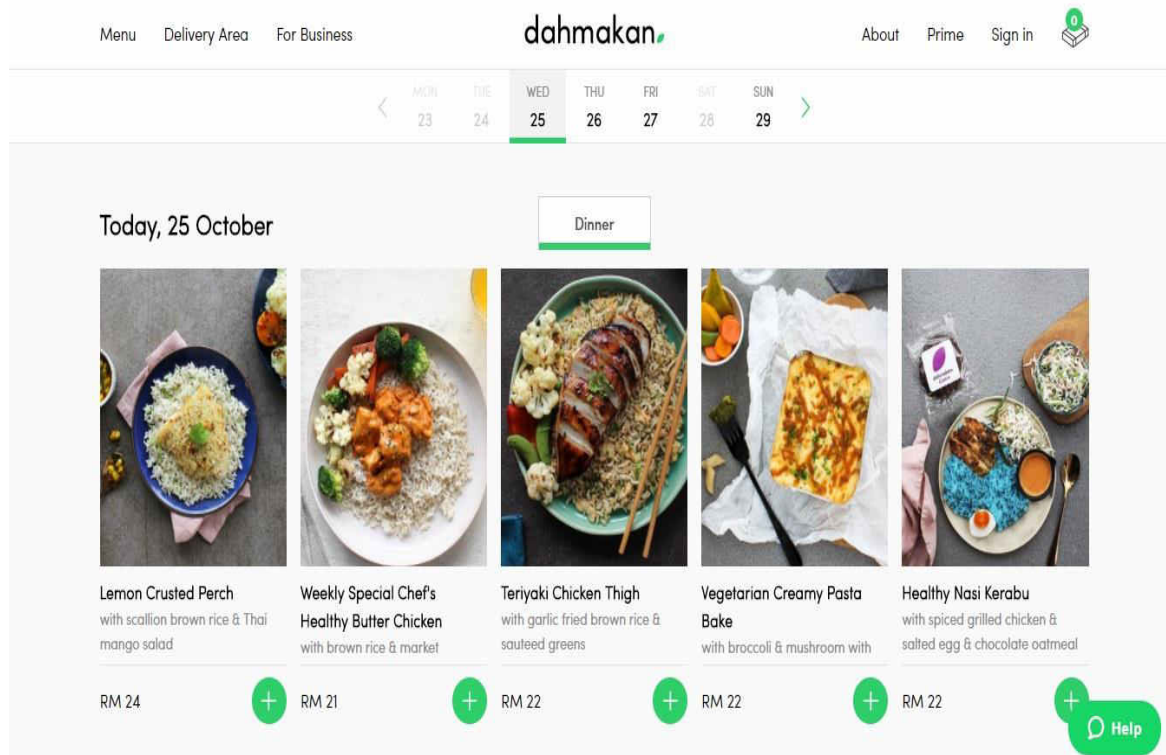 Menu Delivery Area For Business dahmakan. About Prime Sign in 0
MON TUE WED THU FRI SAT SUN
23 24 25 26 27 28 29
Today, 25 October
Dinner
Lemon Crusted Perch
with scallion brown rice & Thai
mango salad
RM 24
Weekly Special Chef's
Healthy Butter Chicken
with brown rice & market
RM 21
Teriyaki Chicken Thigh
with garlic fried brown rice &
sauteed greens
RM 22
Vegetarian Creamy Pasta
Bake
with broccoli & mushroom with
RM 22
Healthy Nasi Kerabu
with spiced grilled chicken &
salted egg & chocolate oatmeal
RM 22
Help